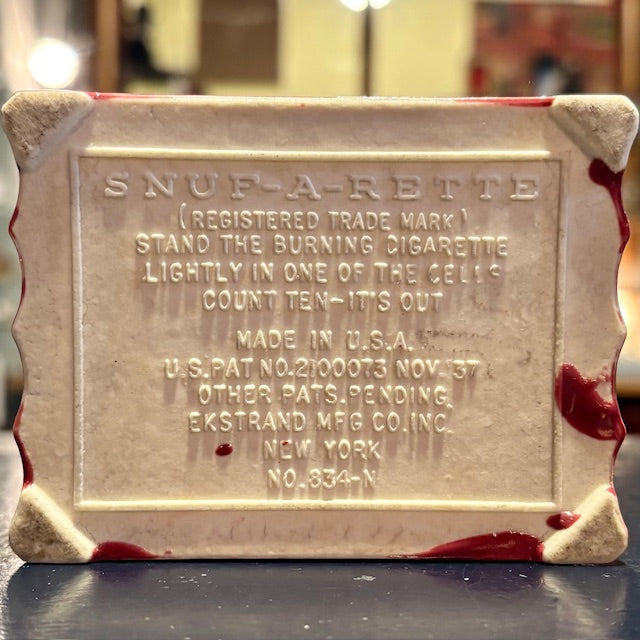 SNUF-A-RETTE
(REGISTERED TRADE MARK)
STAND THE BURNING CIGARETTE
LIGHTLY IN ONE OF THE CELLS
COUNT TEN-IT'S OUT
MADE IN U.S.A.
U.S.PAT NO.2100073 NOV. 37
OTHER PATS.PENDING.
EKSTRAND MFG CO.INC.
NEW YORK
NO.834-N